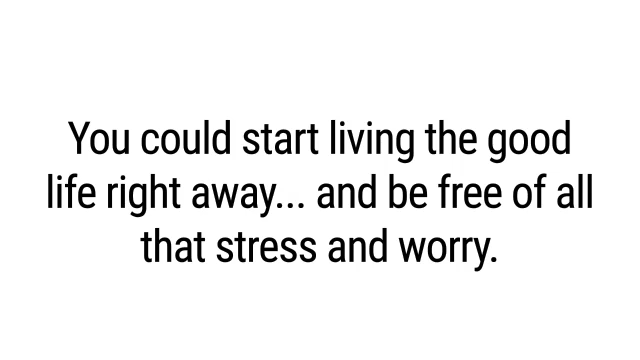 You could start living the good
life right away... and be free of all
that stress and worry.